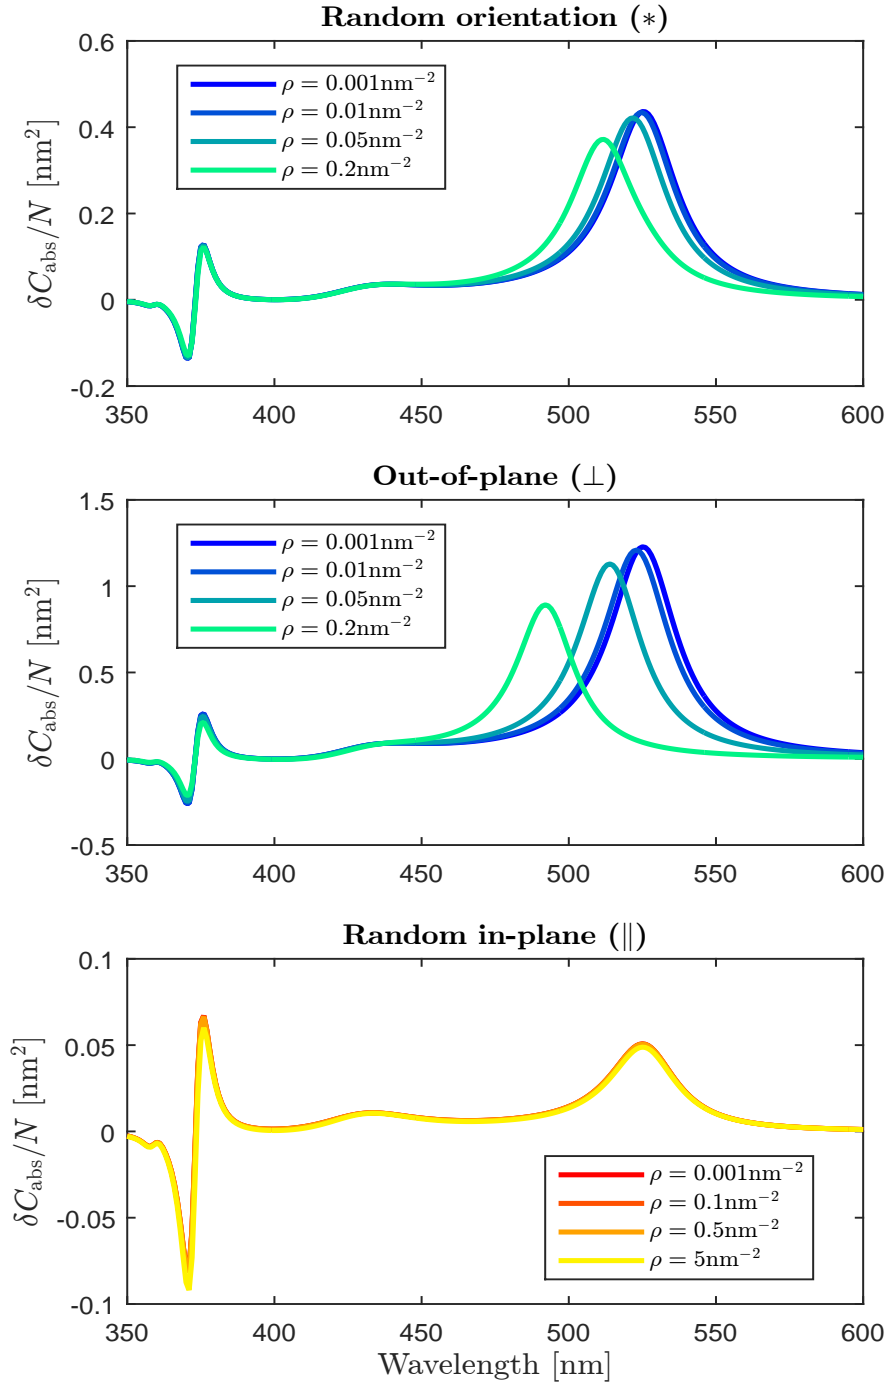 Random orientation (∗)
0.6
0.4
0.2
0
-0.2
δC_abs/N [nm²]
ρ = 0.001nm⁻²
ρ = 0.01nm⁻²
ρ = 0.05nm⁻²
ρ = 0.2nm⁻²
350 400 450 500 550 600
Out-of-plane (⊥)
1.5
1
0.5
0
-0.5
δC_abs/N [nm²]
ρ = 0.001nm⁻²
ρ = 0.01nm⁻²
ρ = 0.05nm⁻²
ρ = 0.2nm⁻²
350 400 450 500 550 600
Random in-plane (∥)
0.1
0.05
0
-0.05
-0.1
δC_abs/N [nm²]
ρ = 0.001nm⁻²
ρ = 0.1nm⁻²
ρ = 0.5nm⁻²
ρ = 5nm⁻²
350 400 450 500 550 600
Wavelength [nm]